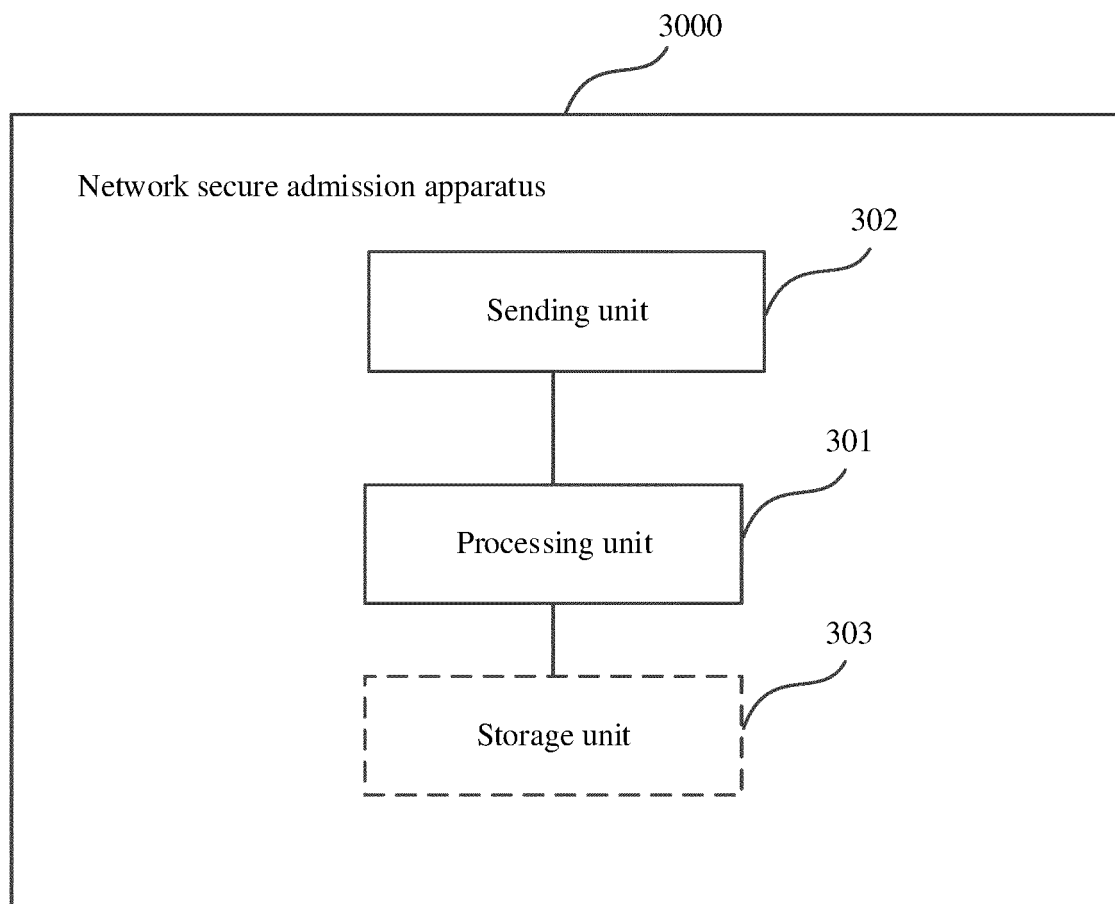 3000
Network secure admission apparatus
302
Sending unit
301
Processing unit
303
Storage unit